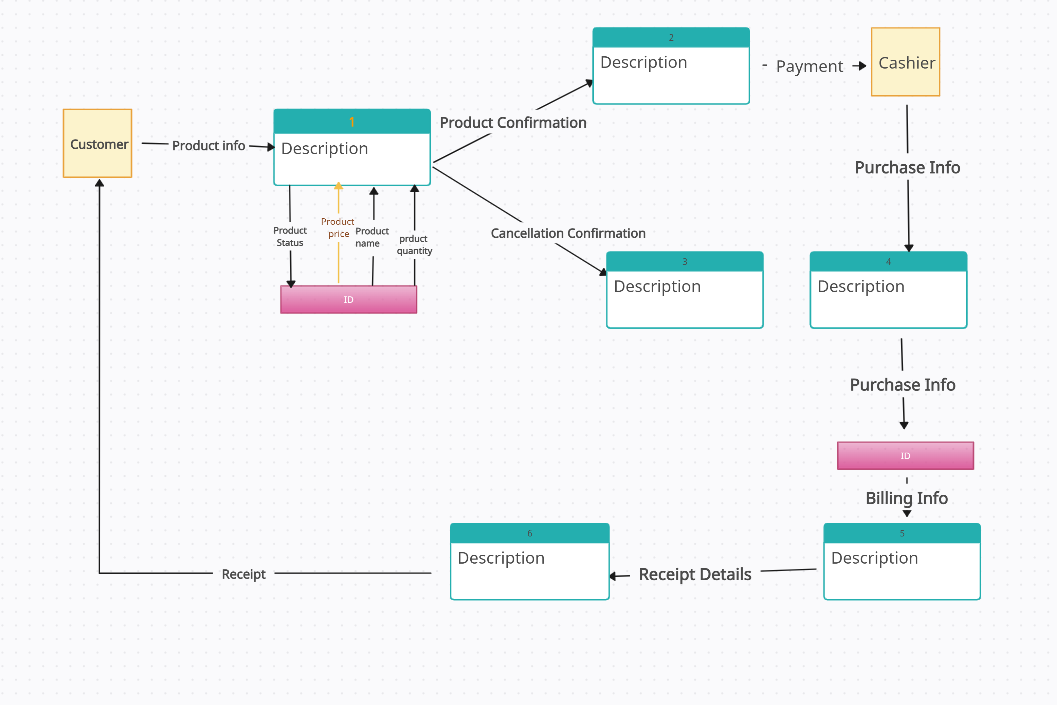 2
Description
Payment
Cashier
1
Product Confirmation
Customer
Product info
Description
Purchase Info
Product
Status
Product
price
Product
name
prduct
quantity
Cancellation Confirmation
3
Description
4
Description
ID
Purchase Info
ID
Billing Info
6
Description
5
Description
Receipt
Receipt Details